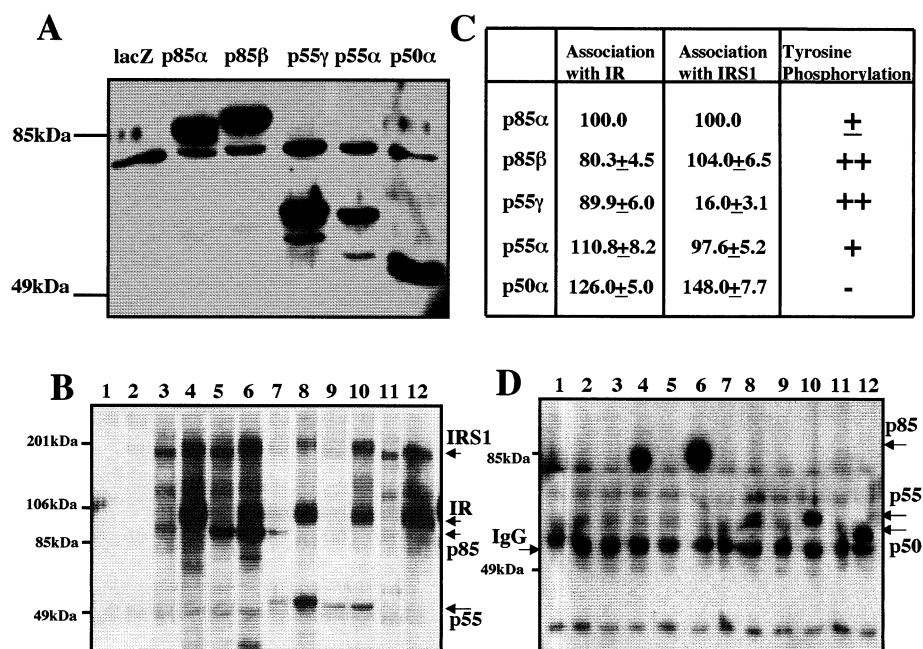 A
lacZ p85α p85β p55γ p55α p50α
85kDa
49kDa
C
Association with IR
Association with IRS1
Tyrosine Phosphorylation
p85α 100.0 100.0 ±
p85β 80.3±4.5 104.0±6.5 ++
p55γ 89.9±6.0 16.0±3.1 ++
p55α 110.8±8.2 97.6±5.2 +
p50α 126.0±5.0 148.0±7.7 -
B
1 2 3 4 5 6 7 8 9 10 11 12
201kDa
106kDa
85kDa
49kDa
IRS1
IR
p85
p55
D
1 2 3 4 5 6 7 8 9 10 11 12
85kDa
IgG
49kDa
p85
p55
p50